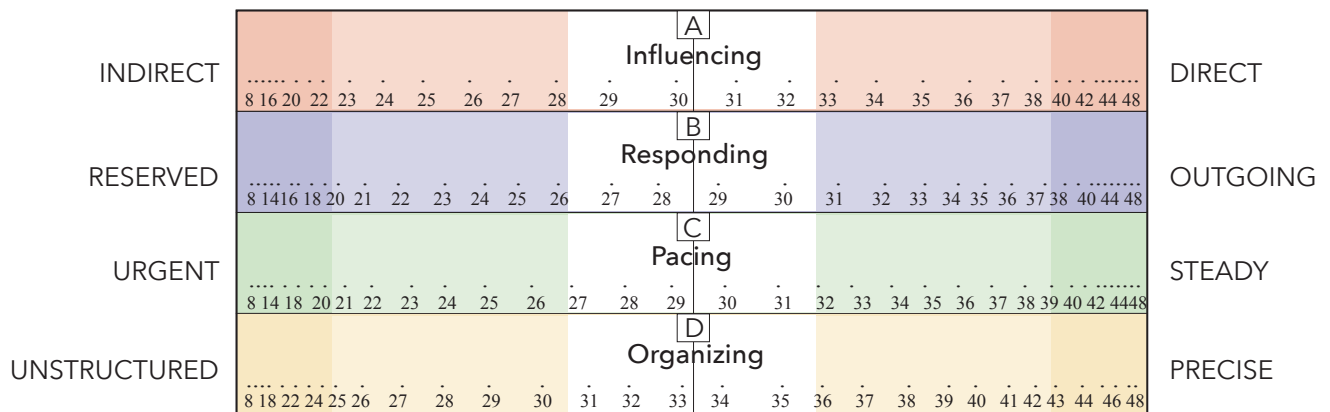 A
Influencing
INDIRECT
DIRECT
8 16 20 22 23 24 25 26 27 28 29 30 31 32 33 34 35 36 37 38 40 42 44 48
B
Responding
RESERVED
OUTGOING
8 1416 18 20 21 22 23 24 25 26 27 28 29 30 31 32 33 34 35 36 37 38 40 44 48
C
Pacing
URGENT
STEADY
8 14 18 20 21 22 23 24 25 26 27 28 29 30 31 32 33 34 35 36 37 38 39 40 42 4448
D
Organizing
UNSTRUCTURED
PRECISE
8 18 22 24 25 26 27 28 29 30 31 32 33 34 35 36 37 38 39 40 41 42 43 44 46 48